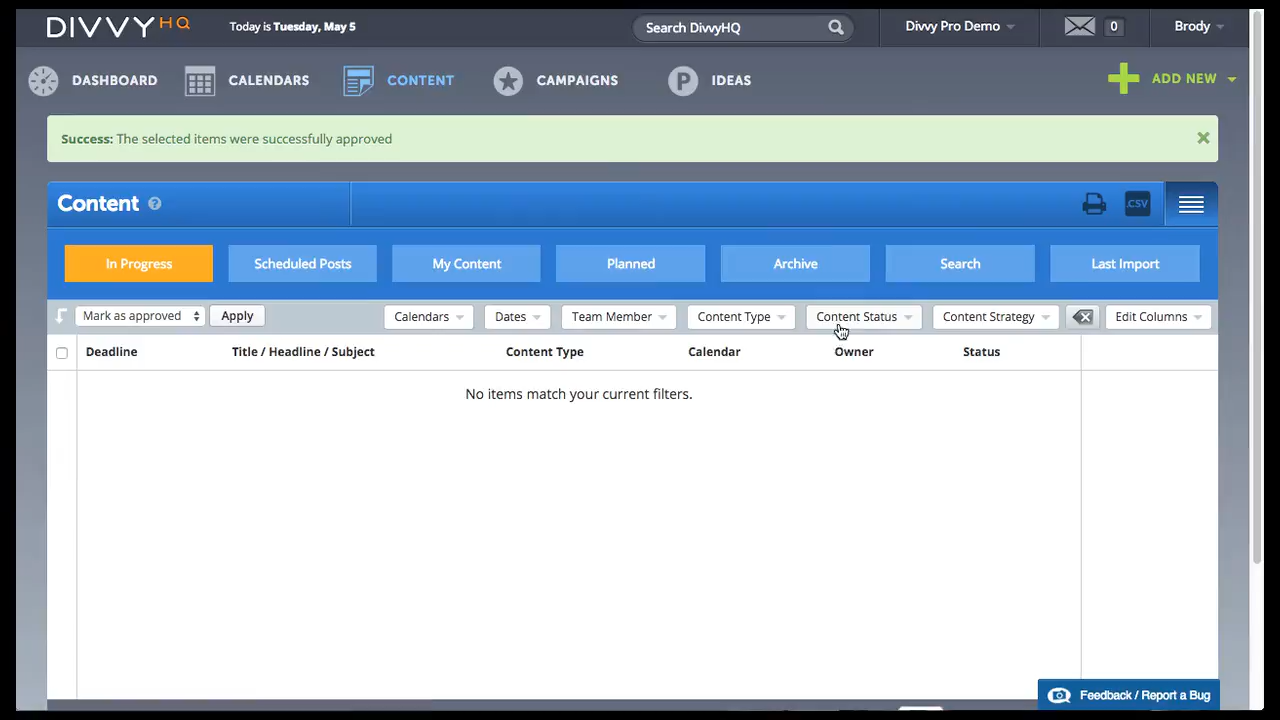 DIVVYHQ
Today is Tuesday, May 5
Search DivvyHQ
Divvy Pro Demo
0
Brody
DASHBOARD
CALENDARS
CONTENT
CAMPAIGNS
P
IDEAS
ADD NEW
Success: The selected items were successfully approved
Content ?
.CSV
In Progress
Scheduled Posts
My Content
Planned
Archive
Search
Last Import
Mark as approved
Apply
Calendars
Dates
Team Member
Content Type
Content Status
Content Strategy
Edit Columns
Deadline
Title / Headline / Subject
Content Type
Calendar
Owner
Status
No items match your current filters.
Feedback / Report a Bug